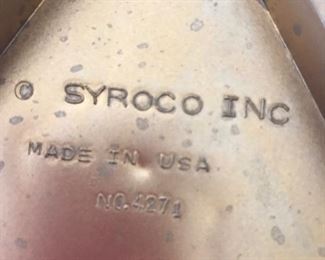 © SYROCO INC
MADE IN USA
NO. 4271